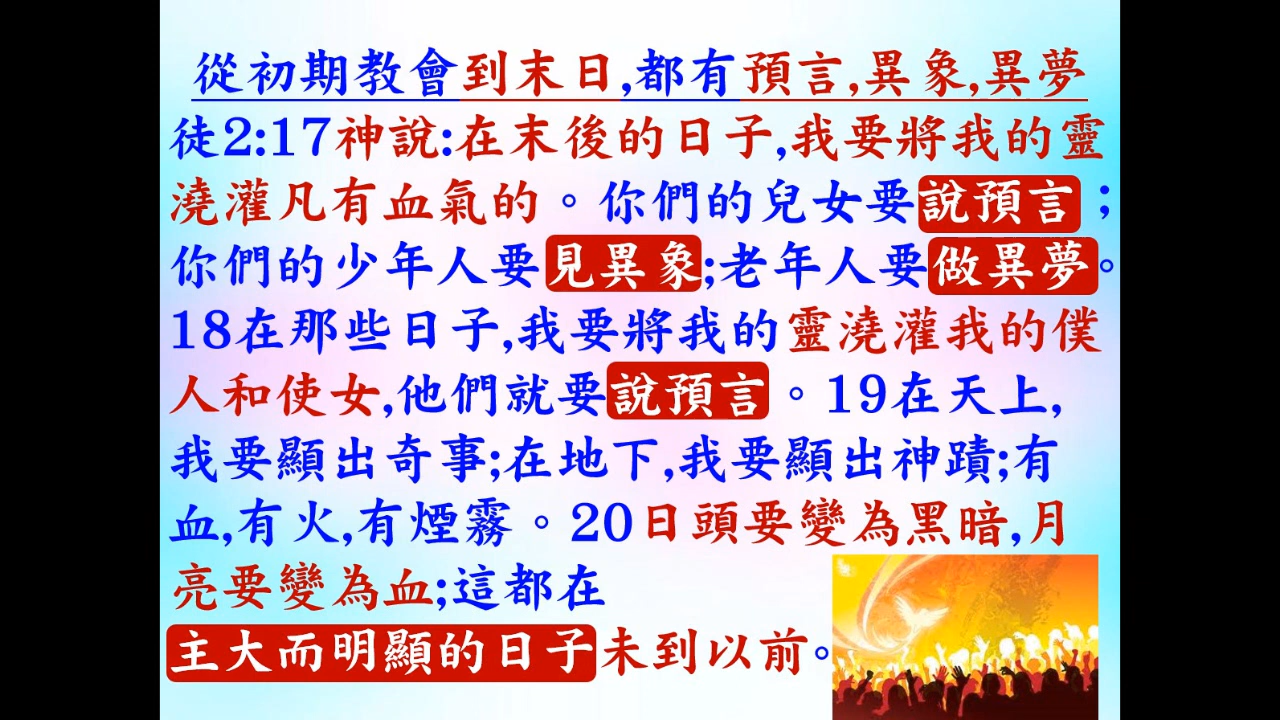 從初期教會到末日,都有預言,異象,異夢
徒2:17神說:在末後的日子,我要將我的靈
澆灌凡有血氣的。你們的兒女要說預言；
你們的少年人要見異象;老年人要做異夢。
18在那些日子,我要將我的靈澆灌我的僕
人和使女,他們就要說預言。19在天上,
我要顯出奇事;在地下,我要顯出神蹟;有
血,有火,有煙霧。20日頭要變為黑暗,月
亮要變為血;這都在
主大而明顯的日子未到以前。